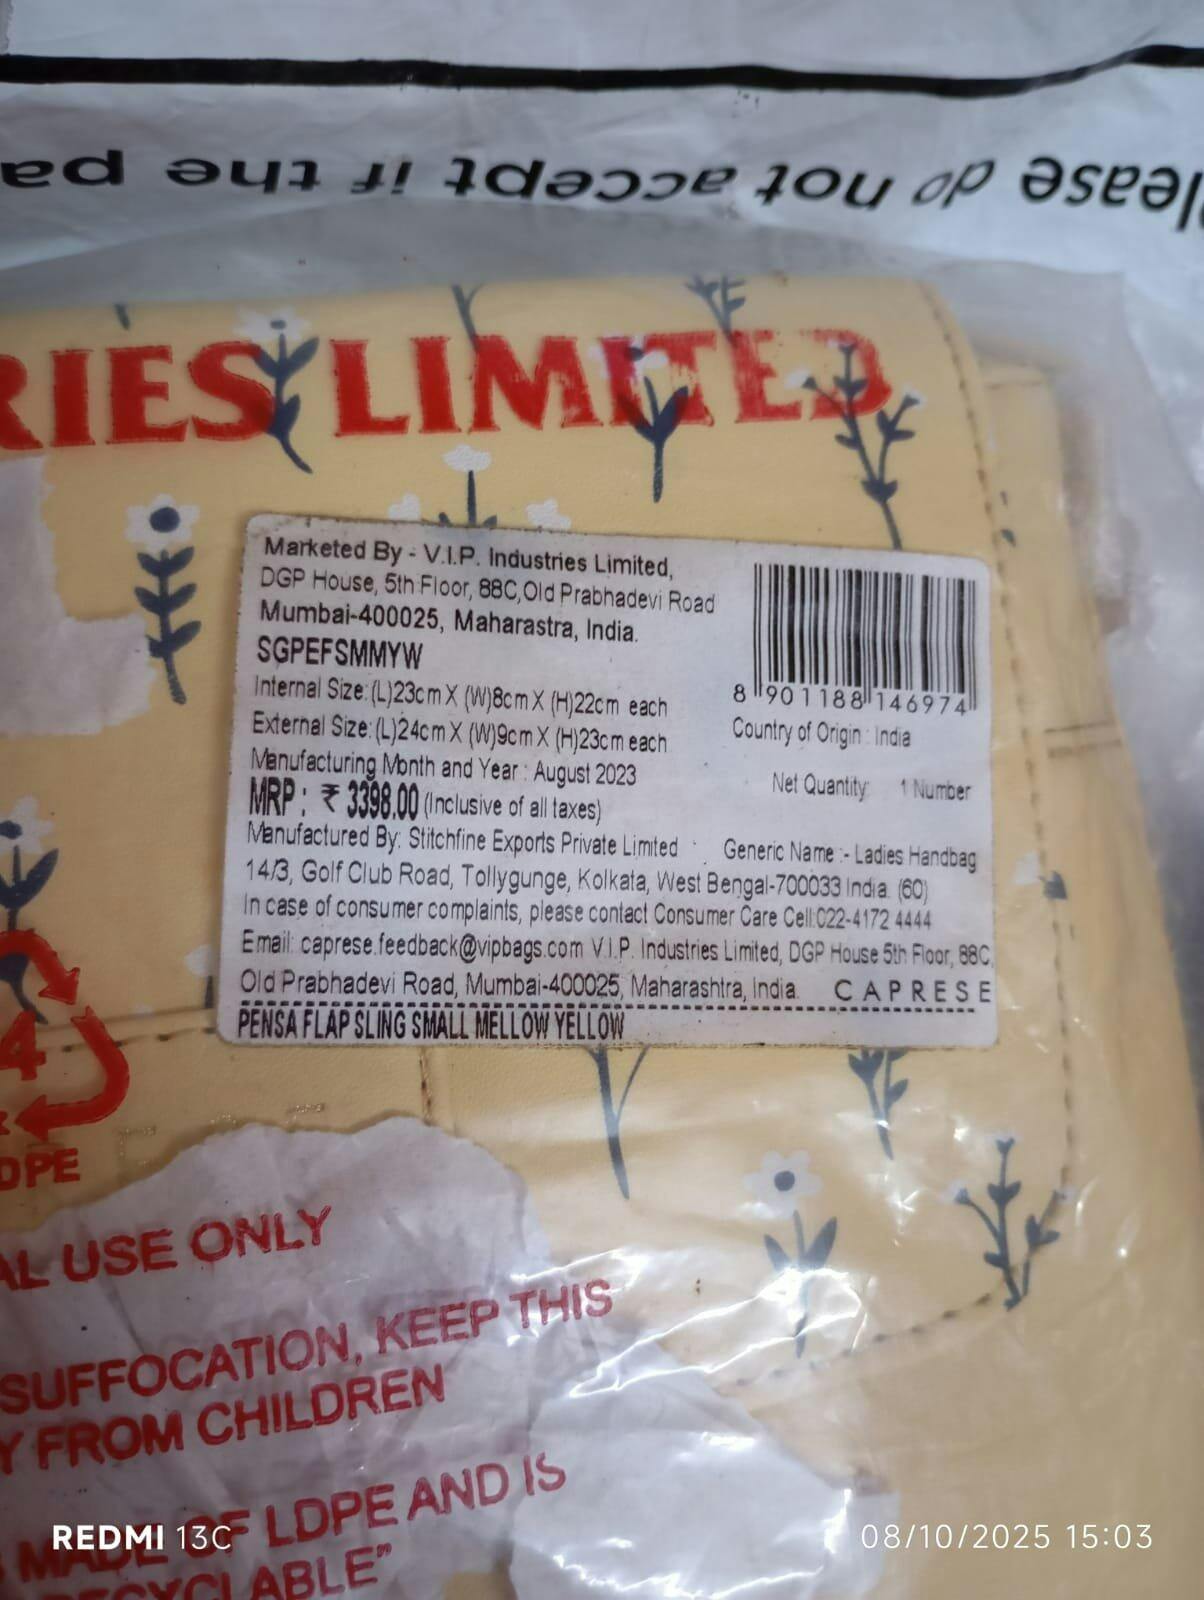 lease do not accept if the pa
RIES LIMITED
Marketed By - V.I.P. Industries Limited,
DGP House, 5th Floor, 88C,Old Prabhadevi Road
Mumbai-400025, Maharastra, India.
SGPEFSMMYW
Internal Size:(L)23cm X (W)8cm X (H)22cm each
External Size:(L)24cm X (W)9cm X (H)23cm each
8 901188 146974
Country of Origin : India
Manufacturing Month and Year : August 2023
Net Quantity: 1 Number
MRP : ₹ 3398.00 (Inclusive of all taxes)
Manufactured By: Stitchfine Exports Private Limited
Generic Name :- Ladies Handbag
14/3, Golf Club Road, Tollygunge, Kolkata, West Bengal-700033 India. (60)
In case of consumer complaints, please contact Consumer Care Cell:022-4172 4444
Email: caprese.feedback@vipbags.com V.I.P. Industries Limited, DGP House 5th Floor, 88C,
Old Prabhadevi Road, Mumbai-400025, Maharashtra, India. CAPRESE
PENSA FLAP SLING SMALL MELLOW YELLOW
4
DPE
AL USE ONLY
SUFFOCATION, KEEP THIS
Y FROM CHILDREN
MADE OF LDPE AND IS
RECYCLABLE"
REDMI 13C
08/10/2025 15:03